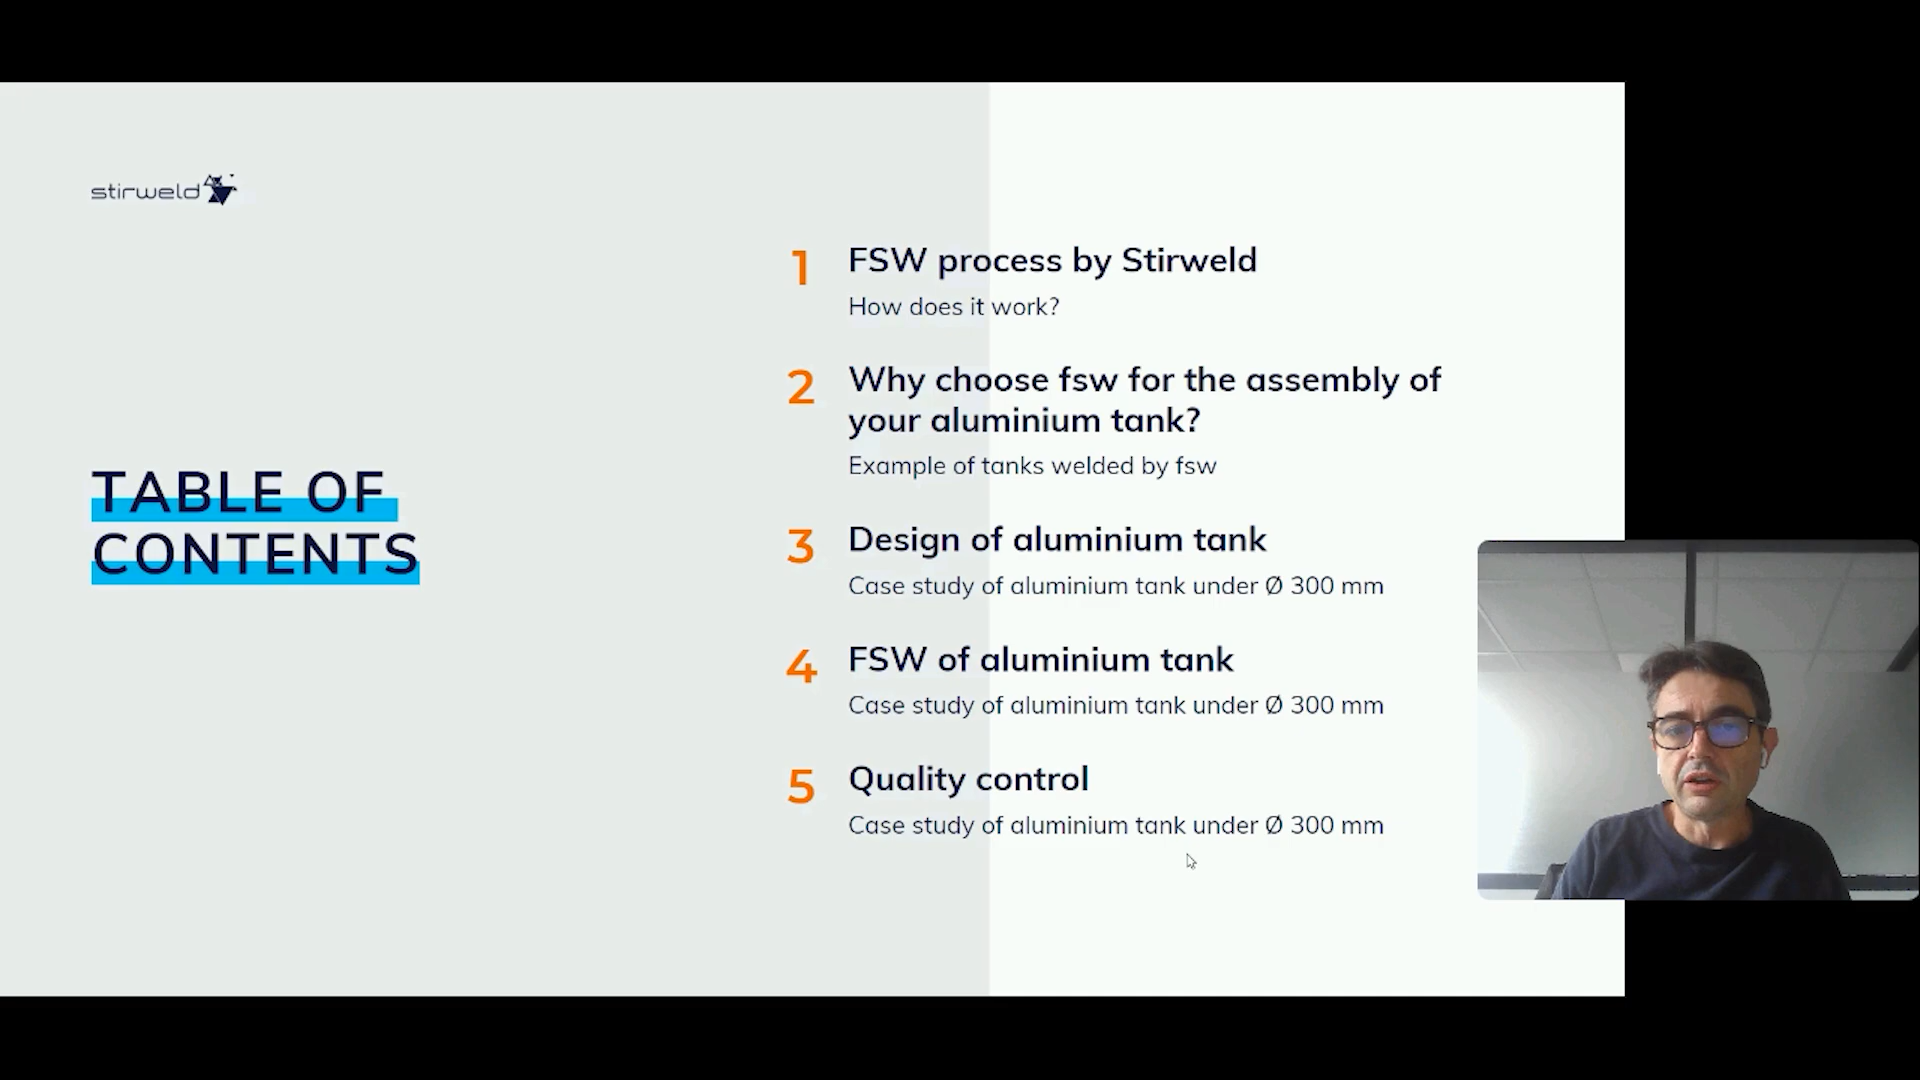 stirweld
TABLE OF
CONTENTS
1 FSW process by Stirweld
How does it work?
2 Why choose fsw for the assembly of
your aluminium tank?
Example of tanks welded by fsw
3 Design of aluminium tank
Case study of aluminium tank under Ø 300 mm
4 FSW of aluminium tank
Case study of aluminium tank under Ø 300 mm
5 Quality control
Case study of aluminium tank under Ø 300 mm